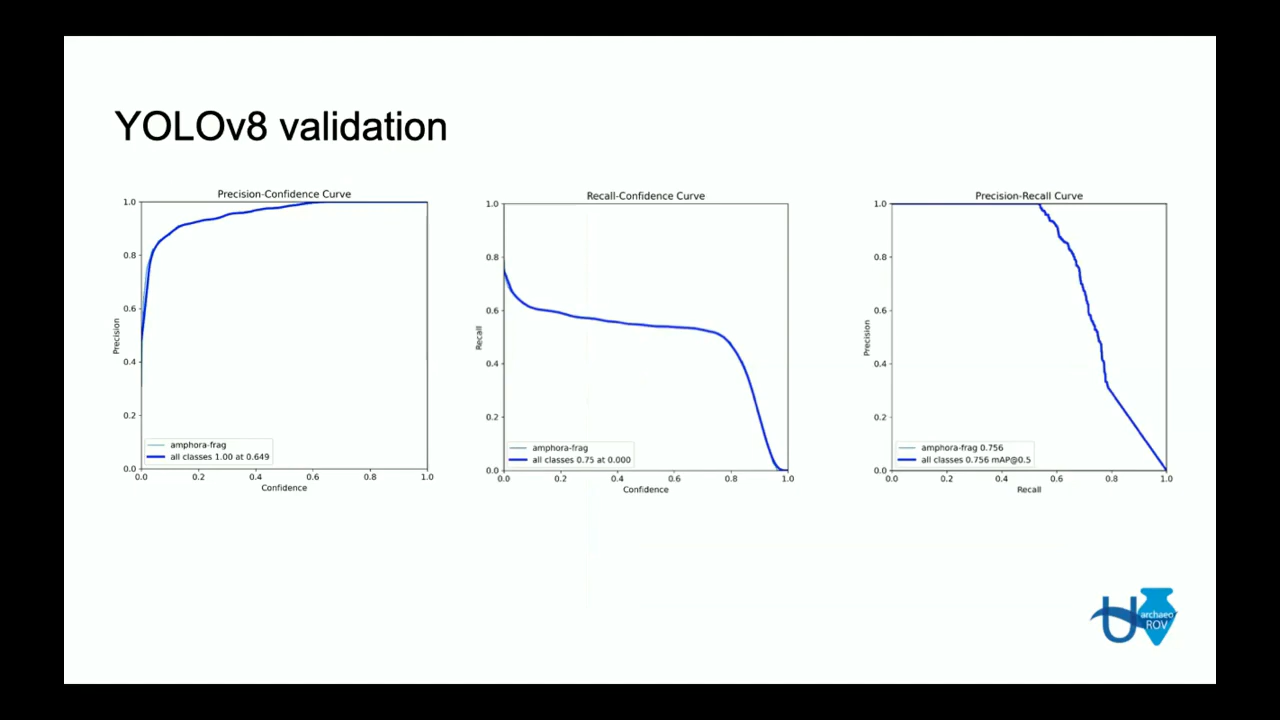 YOLOv8 validation
Precision-Confidence Curve
1.0
0.8
0.6
0.4
0.2
0.0
Precision
amphora-frag
all classes 1.00 at 0.649
0.0 0.2 0.4 0.6 0.8 1.0
Confidence
Recall-Confidence Curve
1.0
0.8
0.6
0.4
0.2
0.0
Recall
amphora-frag
all classes 0.75 at 0.000
0.0 0.2 0.4 0.6 0.8 1.0
Confidence
Precision-Recall Curve
1.0
0.8
0.6
0.4
0.2
0.0
Precision
amphora-frag 0.756
all classes 0.756 mAP@0.5
0.0 0.2 0.4 0.6 0.8 1.0
Recall
U
archaeo
ROV